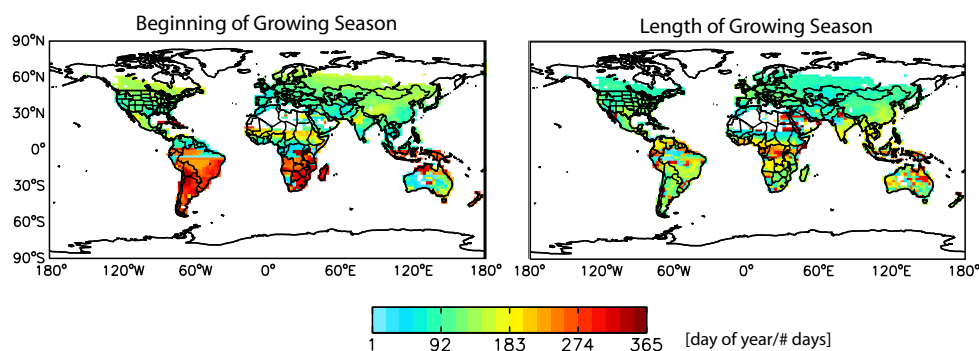 Beginning of Growing Season
Length of Growing Season
90°N
60°N
30°N
0°
30°S
60°S
90°S
180°W 120°W 60°W 0° 60°E 120°E 180°
180°W 120°W 60°W 0° 60°E 120°E 180°
1 92 183 274 365 [day of year/# days]